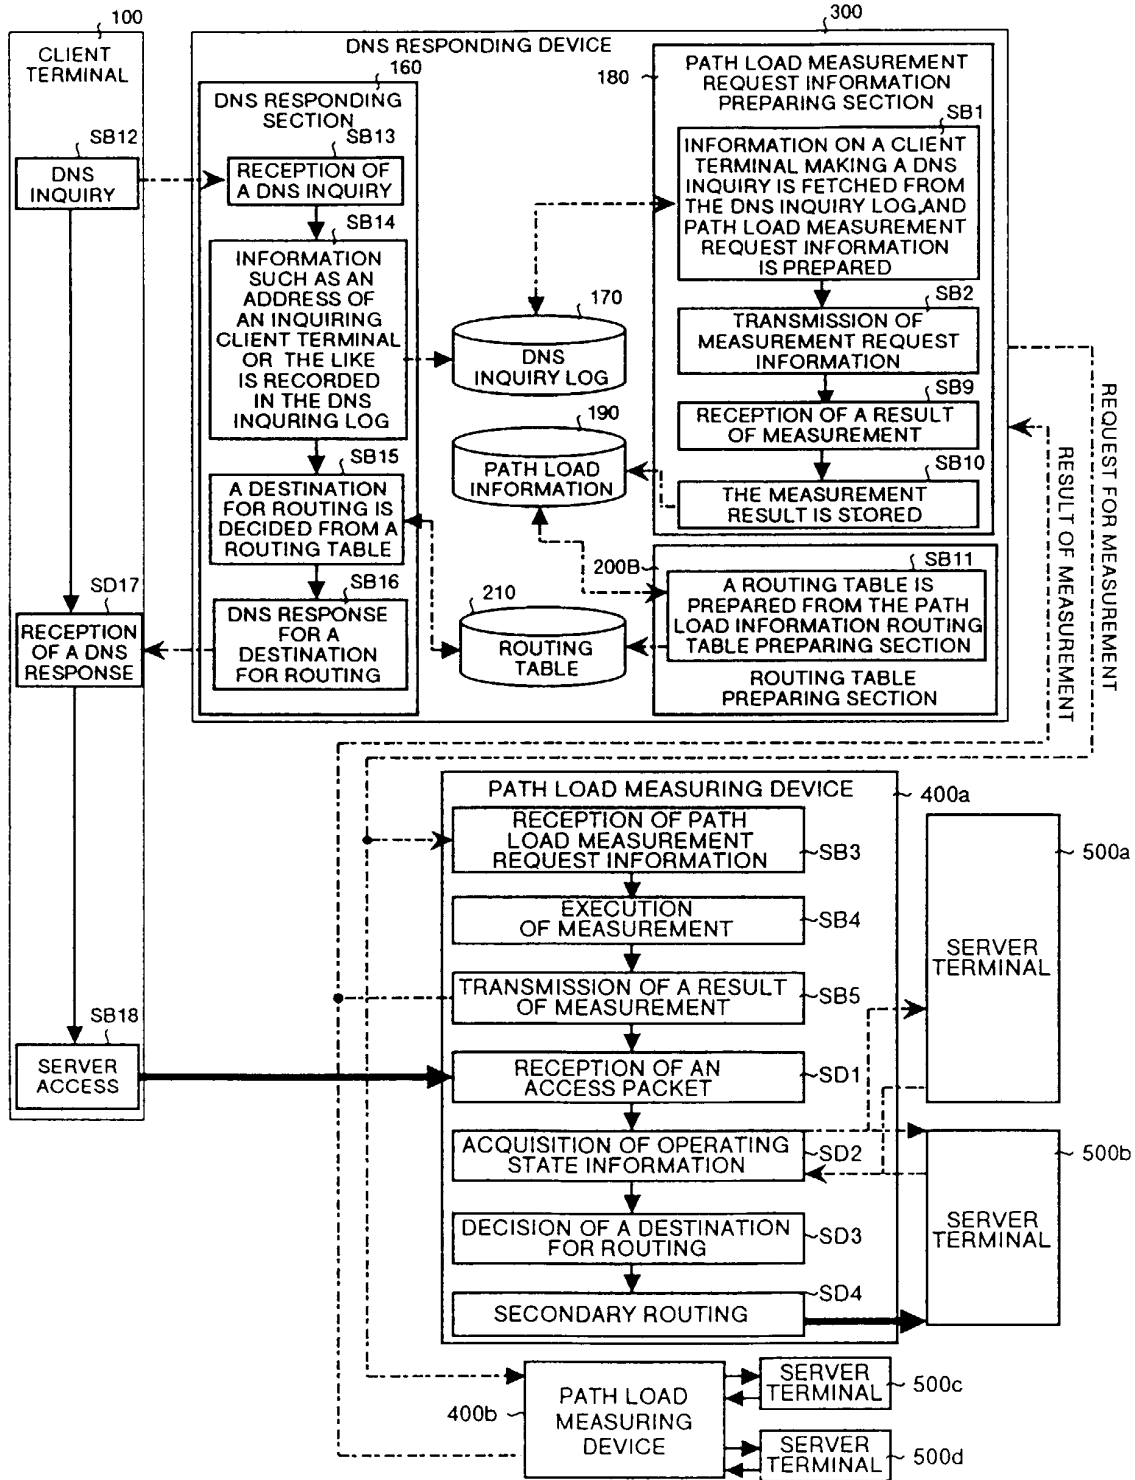 100
CLIENT
TERMINAL
SB12
DNS
INQUIRY
SD17
RECEPTION
OF A DNS
RESPONSE
SB18
SERVER
ACCESS
300
DNS RESPONDING DEVICE
160
DNS RESPONDING
SECTION
SB13
RECEPTION OF
A DNS INQUIRY
SB14
INFORMATION
SUCH AS AN
ADDRESS OF
AN INQUIRING
CLIENT TERMINAL
OR THE LIKE
IS RECORDED
IN THE DNS
INQURING LOG
SB15
A DESTINATION
FOR ROUTING IS
DECIDED FROM A
ROUTING TABLE
SB16
DNS RESPONSE
FOR A
DESTINATION
FOR ROUTING
170
DNS
INQUIRY LOG
190
PATH LOAD
INFORMATION
210
ROUTING
TABLE
180
PATH LOAD MEASUREMENT
REQUEST INFORMATION
PREPARING SECTION
SB1
INFORMATION ON A CLIENT
TERMINAL MAKING A DNS
INQUIRY IS FETCHED FROM
THE DNS INQUIRY LOG, AND
PATH LOAD MEASUREMENT
REQUEST INFORMATION
IS PREPARED
SB2
TRANSMISSION OF
MEASUREMENT REQUEST
INFORMATION
SB9
RECEPTION OF A RESULT
OF MEASUREMENT
SB10
THE MEASUREMENT
RESULT IS STORED
200B
SB11
A ROUTING TABLE IS
PREPARED FROM THE PATH
LOAD INFORMATION ROUTING
TABLE PREPARING SECTION
ROUTING TABLE
PREPARING SECTION
REQUEST FOR MEASUREMENT
RESULT OF MEASUREMENT
PATH LOAD MEASURING DEVICE
400a
RECEPTION OF PATH
LOAD MEASUREMENT
REQUEST INFORMATION
SB3
EXECUTION
OF MEASUREMENT
SB4
TRANSMISSION OF A RESULT
OF MEASUREMENT
SB5
RECEPTION OF AN
ACCESS PACKET
SD1
ACQUISITION OF OPERATING
STATE INFORMATION
SD2
DECISION OF A DESTINATION
FOR ROUTING
SD3
SECONDARY ROUTING
SD4
SERVER
TERMINAL
500a
SERVER
TERMINAL
500b
400b
PATH LOAD
MEASURING
DEVICE
SERVER
TERMINAL
500c
SERVER
TERMINAL
500d